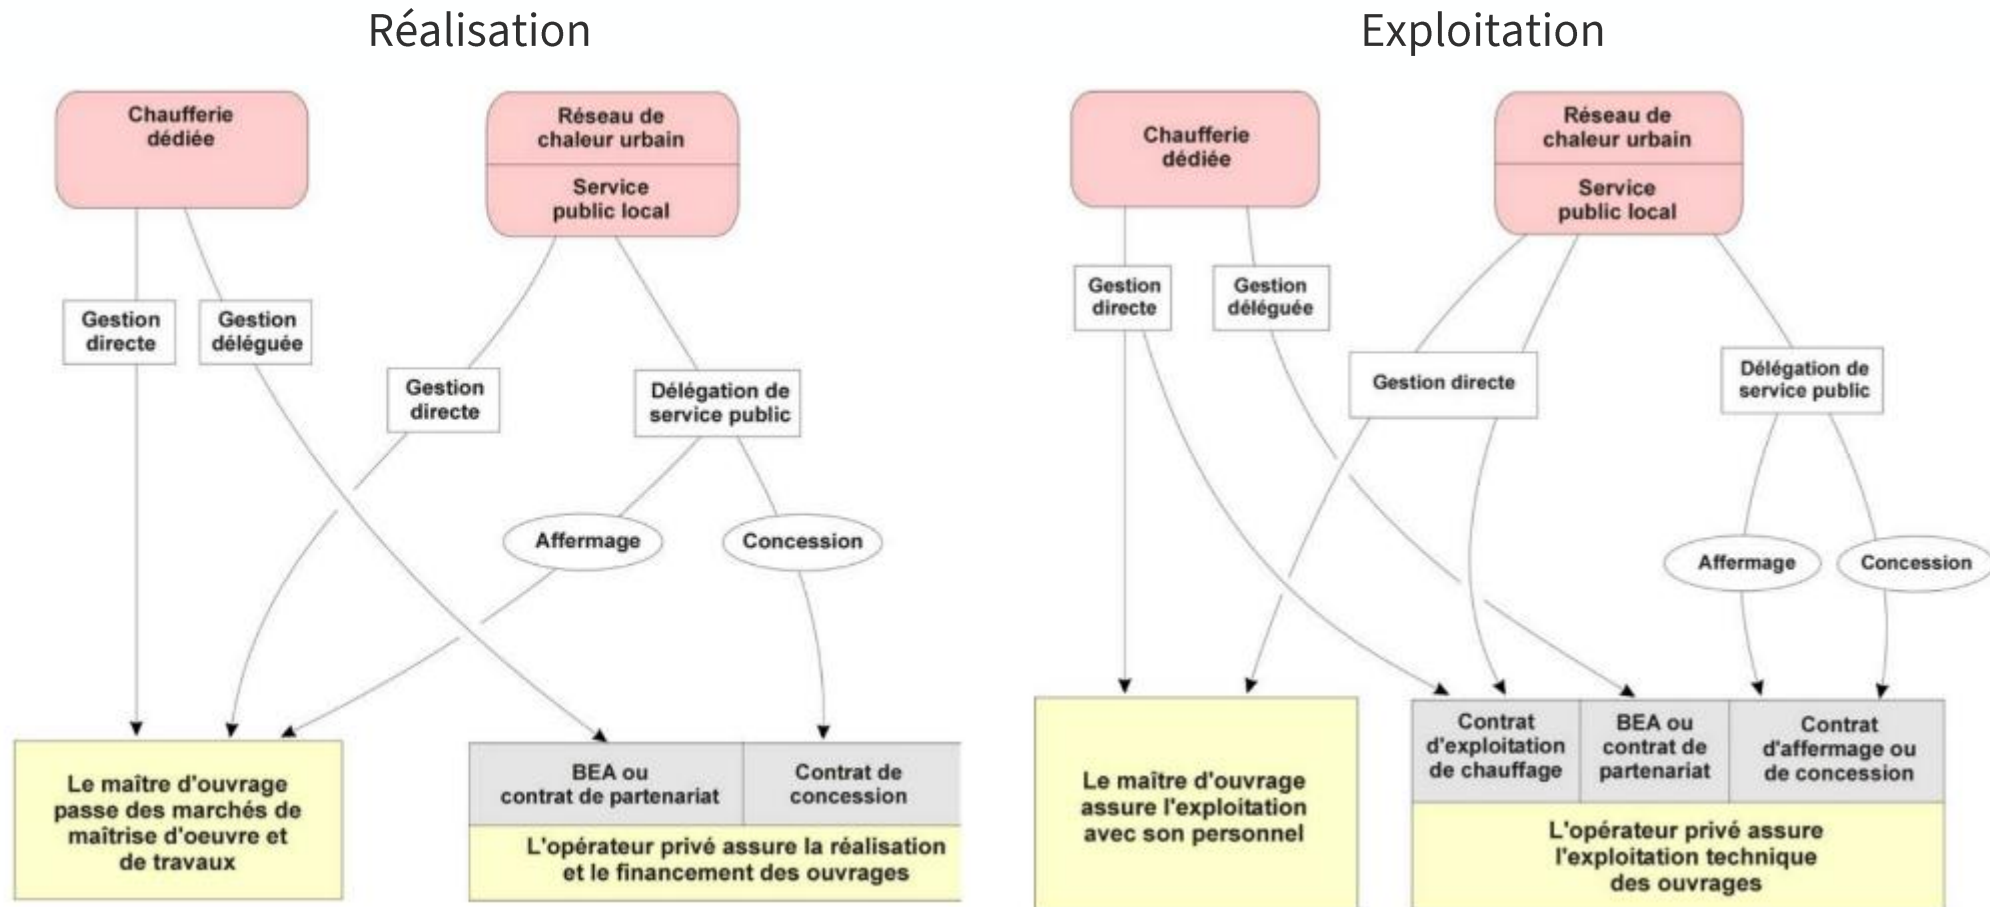 Réalisation
Chaufferie
dédiée
Réseau de
chaleur urbain
Service
public local
Gestion
directe
Gestion
déléguée
Gestion
directe
Délégation de
service public
Affermage
Concession
Le maître d'ouvrage
passe des marchés de
maîtrise d'oeuvre et
de travaux
BEA ou
contrat de partenariat
Contrat de
concession
L'opérateur privé assure la réalisation
et le financement des ouvrages
Exploitation
Chaufferie
dédiée
Réseau de
chaleur urbain
Service
public local
Gestion
directe
Gestion
déléguée
Gestion directe
Délégation de
service public
Affermage
Concession
Le maître d'ouvrage
assure l'exploitation
avec son personnel
Contrat
d'exploitation
de chauffage
BEA ou
contrat de
partenariat
Contrat
d'affermage ou
de concession
L'opérateur privé assure
l'exploitation technique
des ouvrages